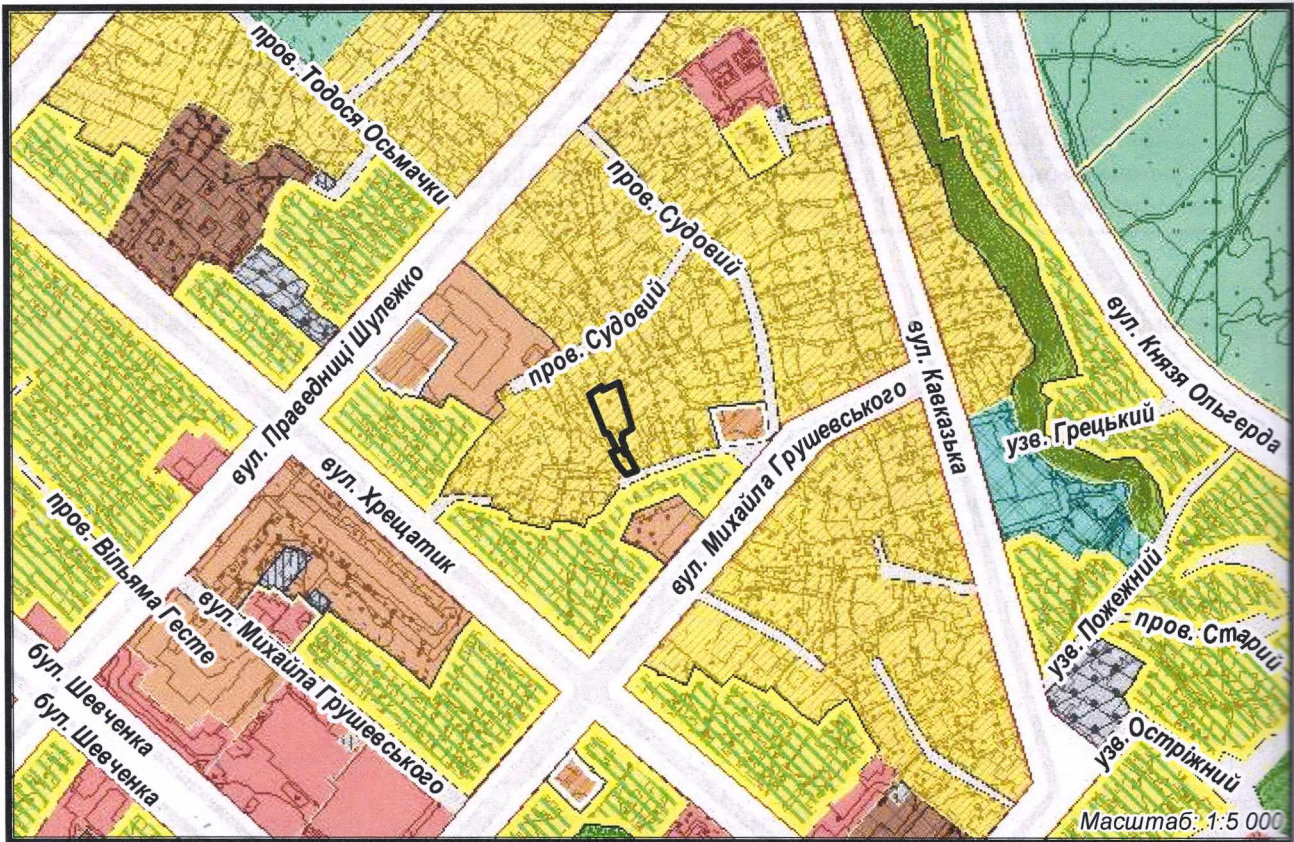 пров. Тодося Осьмачки
пров. Судовий
пров. Судовий
вул. Праведниці Шулежко
вул. Кавказька
вул. Князя Ольгерда
узв. Грецький
вул. Михайла Грушевського
вул. Хрещатик
пров. Вільяма Гесте
вул. Михайла Грушевського
узв. Пожежний
пров. Старий
бул. Шевченка
бул. Шевченка
узв. Остріжний
Масштаб: 1:5 000